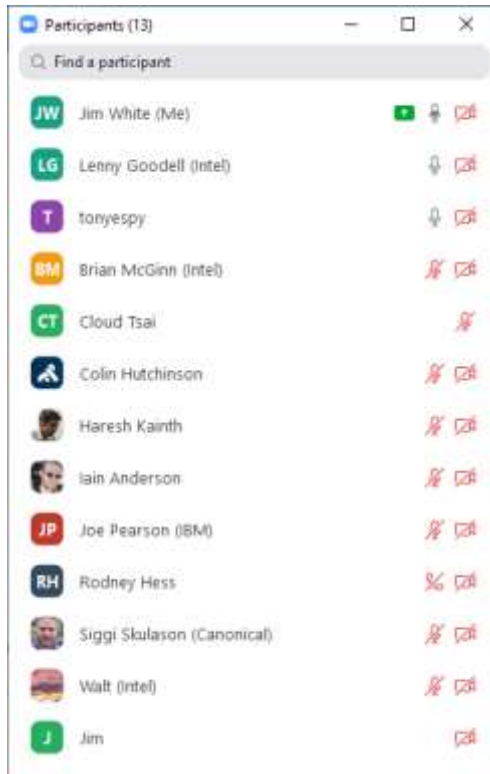 Participants (13)
Find a participant
JW Jim White (Me)
LG Lenny Goodell (Intel)
T tonyespy
BM Brian McGinn (Intel)
CT Cloud Tsai
Colin Hutchinson
Haresh Kainth
Iain Anderson
JP Joe Pearson (IBM)
RH Rodney Hess
Siggi Skulason (Canonical)
Walt (Intel)
J Jim